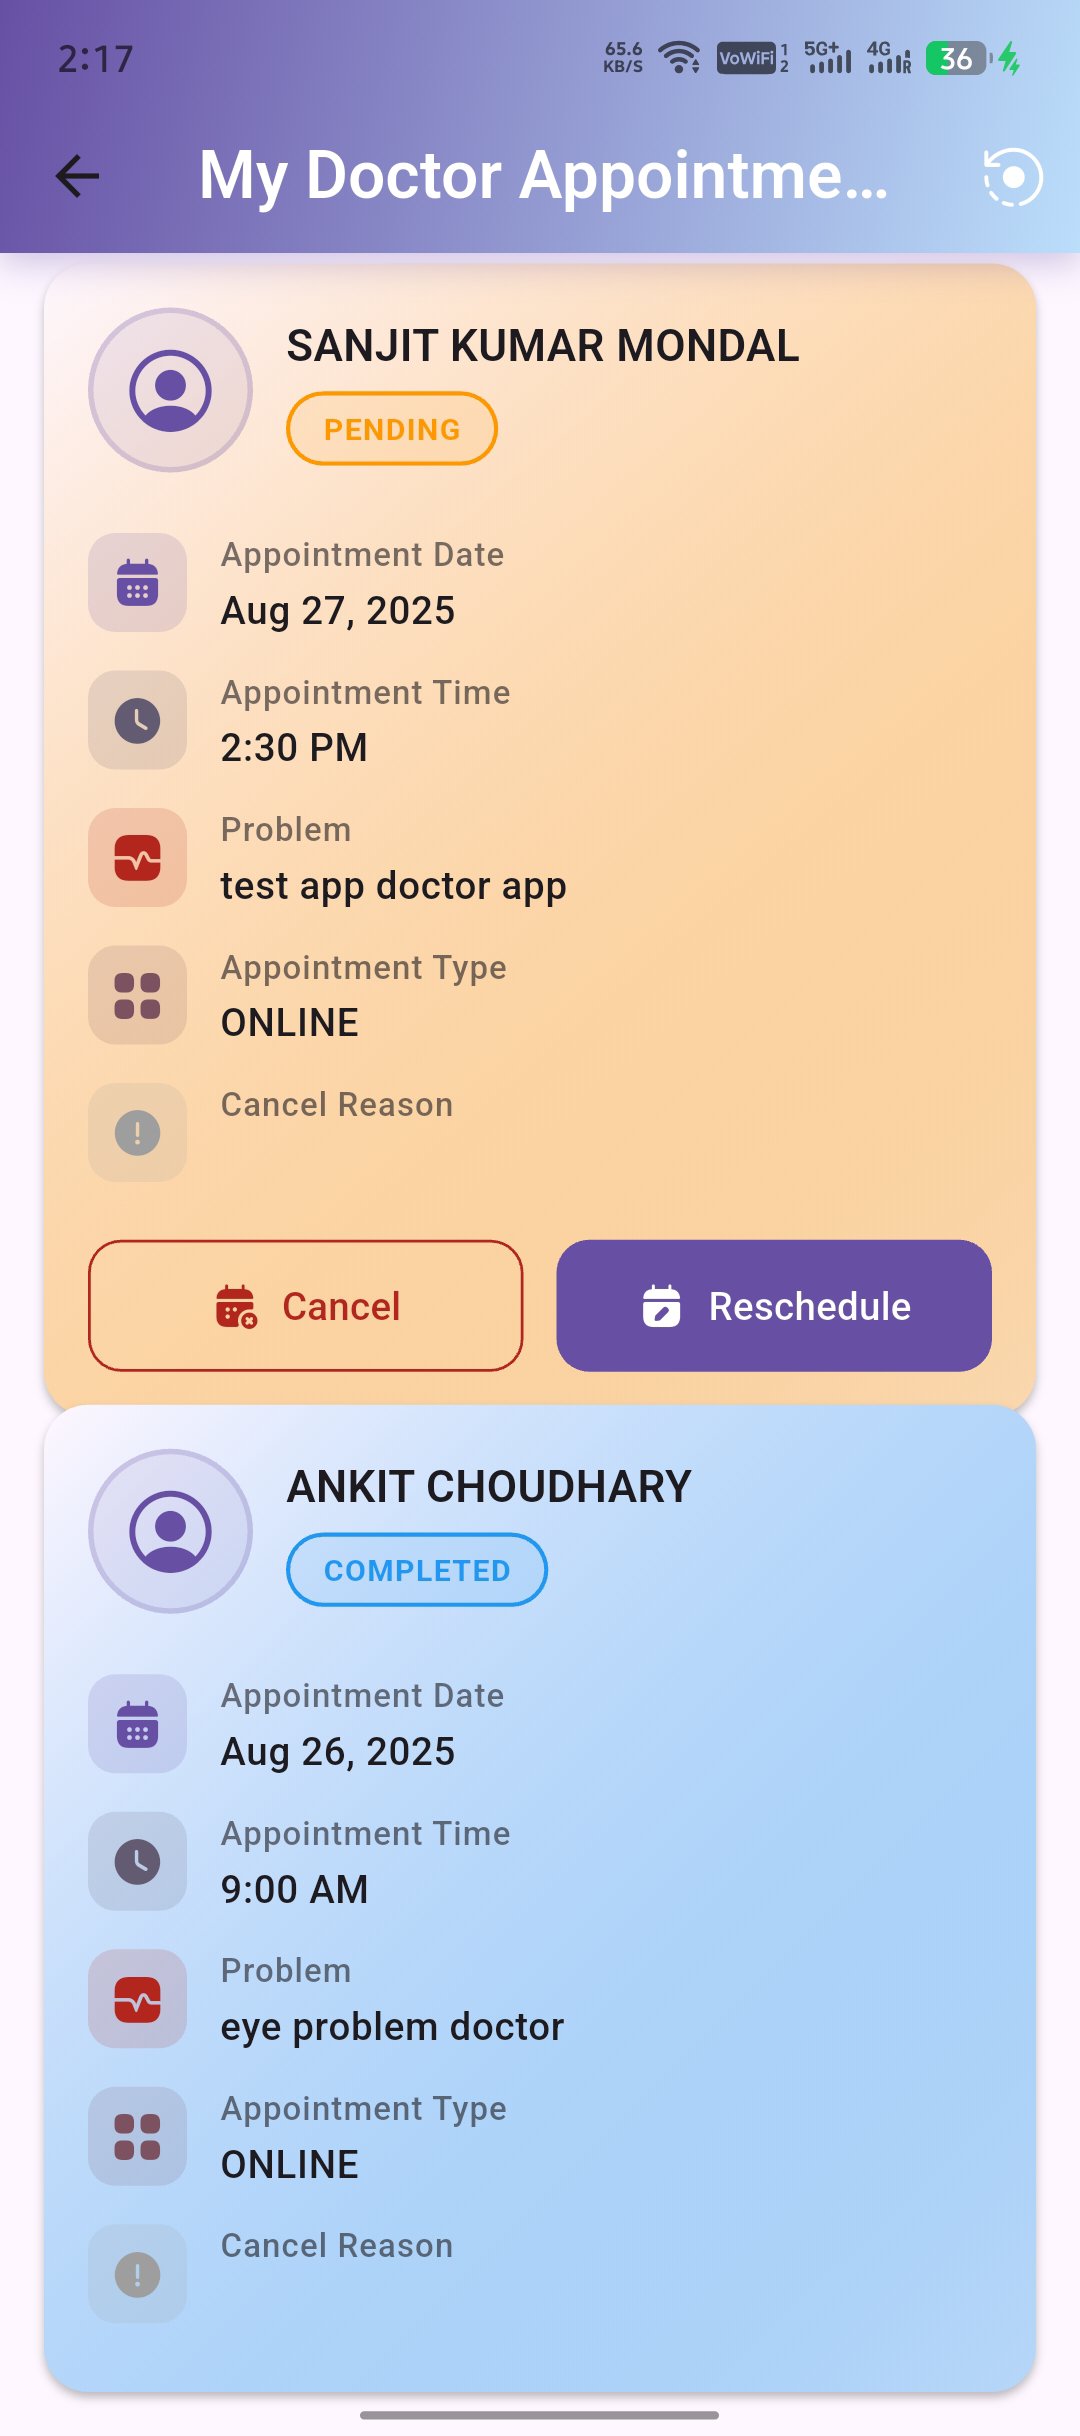 2:17
65.6 KB/S VoWiFi 1 2 5G+ 4G R 36
My Doctor Appointme...
SANJIT KUMAR MONDAL
PENDING
Appointment Date
Aug 27, 2025
Appointment Time
2:30 PM
Problem
test app doctor app
Appointment Type
ONLINE
Cancel Reason
Cancel Reschedule
ANKIT CHOUDHARY
COMPLETED
Appointment Date
Aug 26, 2025
Appointment Time
9:00 AM
Problem
eye problem doctor
Appointment Type
ONLINE
Cancel Reason